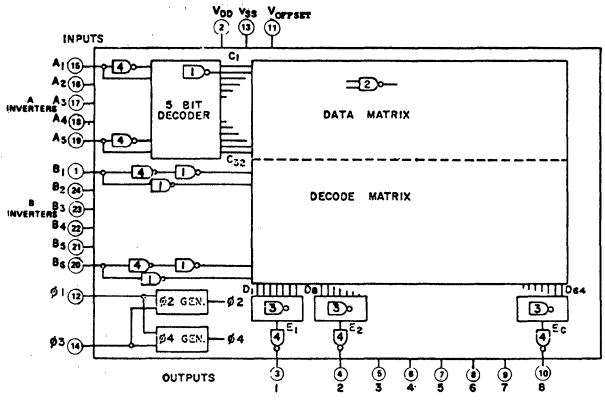 VDD VSS VOFFSET
2 13 11
INPUTS
C1
A1 15 4 1
A2 16 2
A3 17
A INVERTERS
5 BIT DECODER
DATA MATRIX
A4 18
A5 19 4
C32
B1 1 4 1
B2 24 1
DECODE MATRIX
B INVERTERS
B3 23
B4 22
B5 21
B6 20 4 1
1
D1 D8 D64
ϕ1 12 ϕ2 GEN. ϕ2
3 3 3
E1 E2 EC
ϕ3 14 ϕ4 GEN. ϕ4
4 4 4
OUTPUTS
3 4 5 6 7 8 9 10
1 2 3 4 5 6 7 8